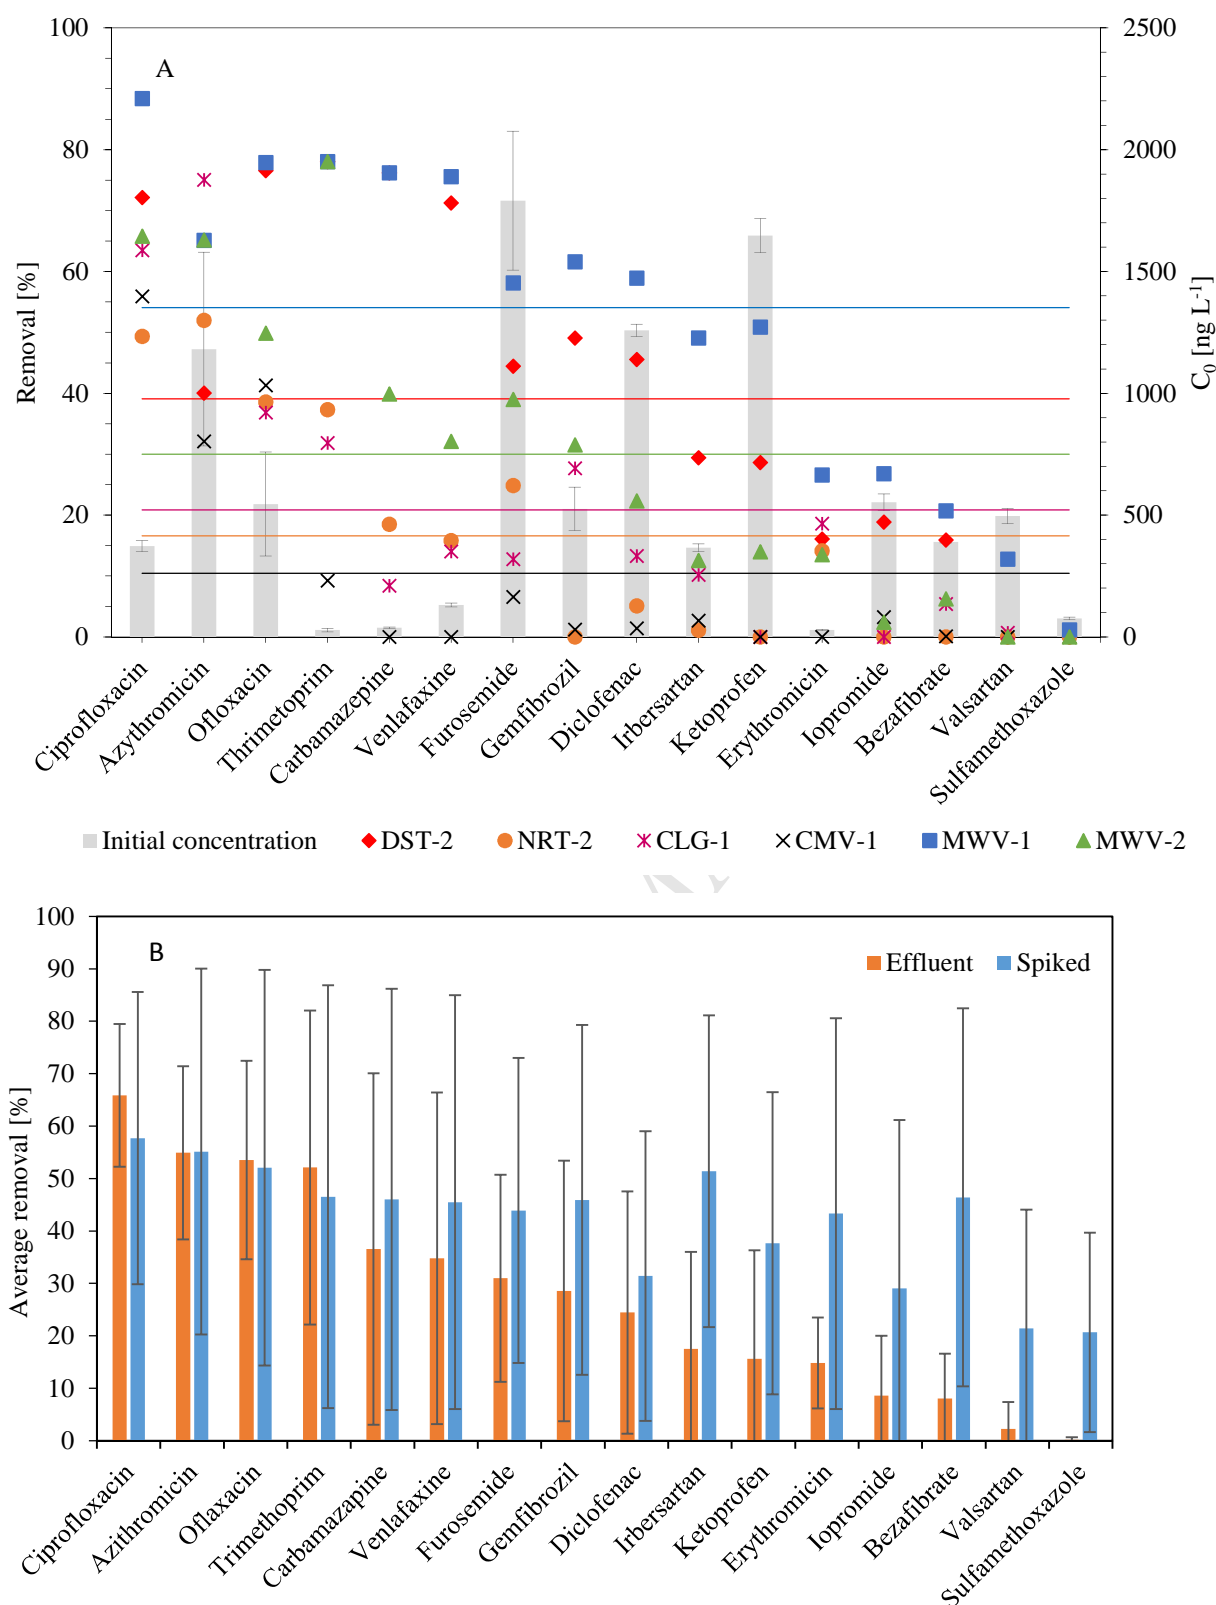 A
100
80
60
40
20
0
Removal [%]
2500
2000
1500
1000
500
0
C₀ [ng L⁻¹]
Ciprofloxacin
Azythromicin
Ofloxacin
Thrimetoprim
Carbamazepine
Venlafaxine
Furosemide
Gemfibrozil
Diclofenac
Irbersartan
Ketoprofen
Erythromicin
Iopromide
Bezafibrate
Valsartan
Sulfamethoxazole
Initial concentration DST-2 NRT-2 CLG-1 CMV-1 MWV-1 MWV-2
B
Effluent Spiked
100
90
80
70
60
50
40
30
20
10
0
Average removal [%]
Ciprofloxacin
Azithromicin
Oflaxacin
Trimethoprim
Carbamazapine
Venlafaxine
Furosemide
Gemfibrozil
Diclofenac
Irbersartan
Ketoprofen
Erythromicin
Iopromide
Bezafibrate
Valsartan
Sulfamethoxazole